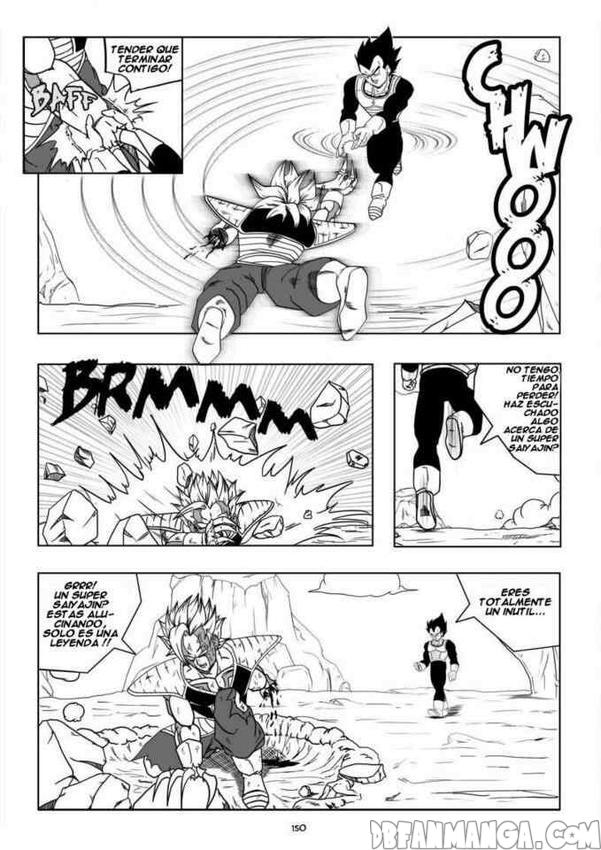 TENDER QUE
TERMINAR
CONTIGO!
BAFF
CHWOOO
BRMMMM
NO TENGO
TIEMPO
PARA
PERDER!
HAZ ESCU-
CHADO
ALGO
ACERCA DE
UN SUPER
SAIYAJIN?
GRRR!
UN SUPER
SAIYAJIN?
ESTAS ALU-
CINANDO,
SOLO ES UNA
LEYENDA !!
ERES
TOTALMENTE
UN INUTIL...
150
DBFANMANGA.COM